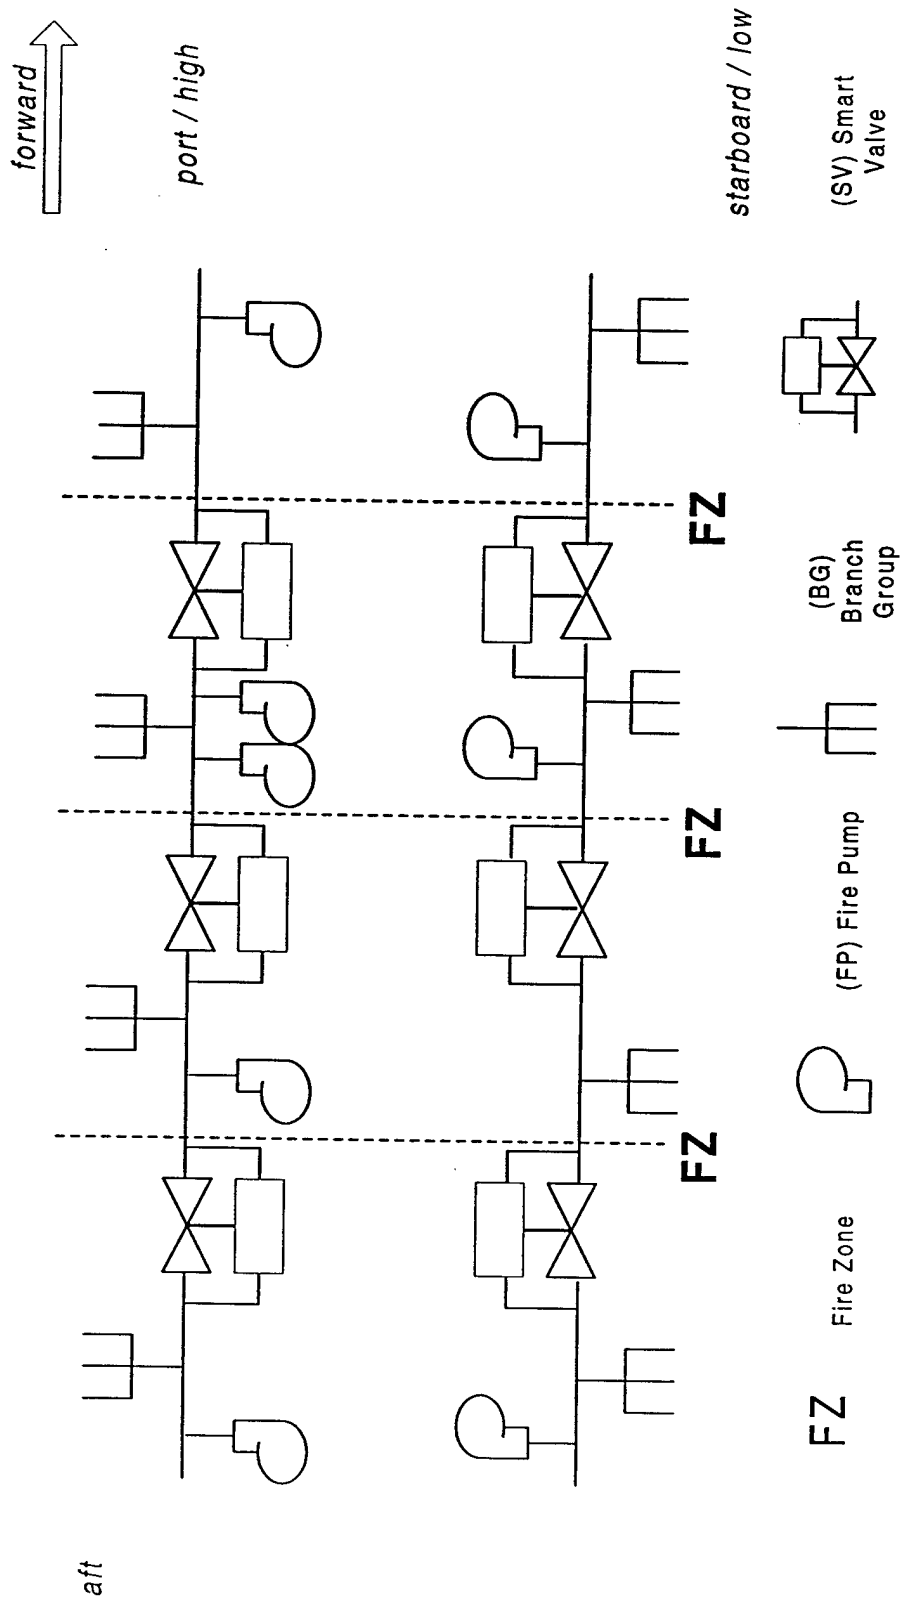 forward
port / high
aft
starboard / low
FZ
FZ
FZ
FZ
Fire Zone
(FP) Fire Pump
(BG)
Branch
Group
(SV) Smart
Valve